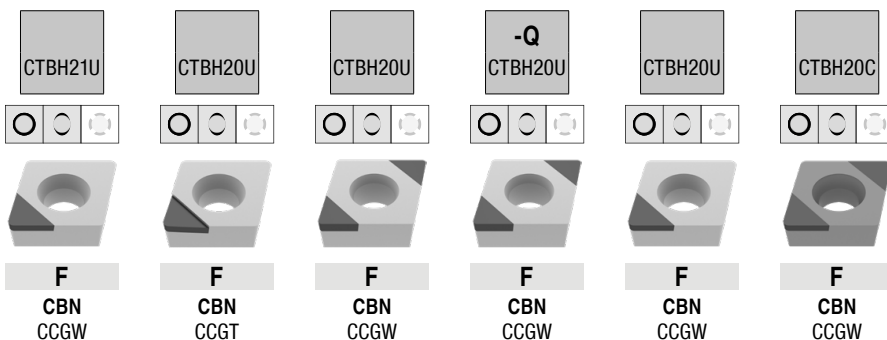 CTBH21U CTBH20U CTBH20U -Q CTBH20U CTBH20U CTBH20C
F F F F F F
CBN CBN CBN CBN CBN CBN
CCGW CCGT CCGW CCGW CCGW CCGW